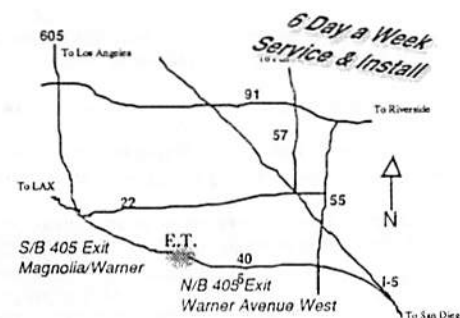 6 Day a Week
Service & Install
605
To Los Angeles
91
To Riverside
57
To LAX
22
55
N
S/B 405 Exit
Magnolia/Warner
E.T.
405
N/B 405 Exit
Warner Avenue West
I-5
To San Dieg